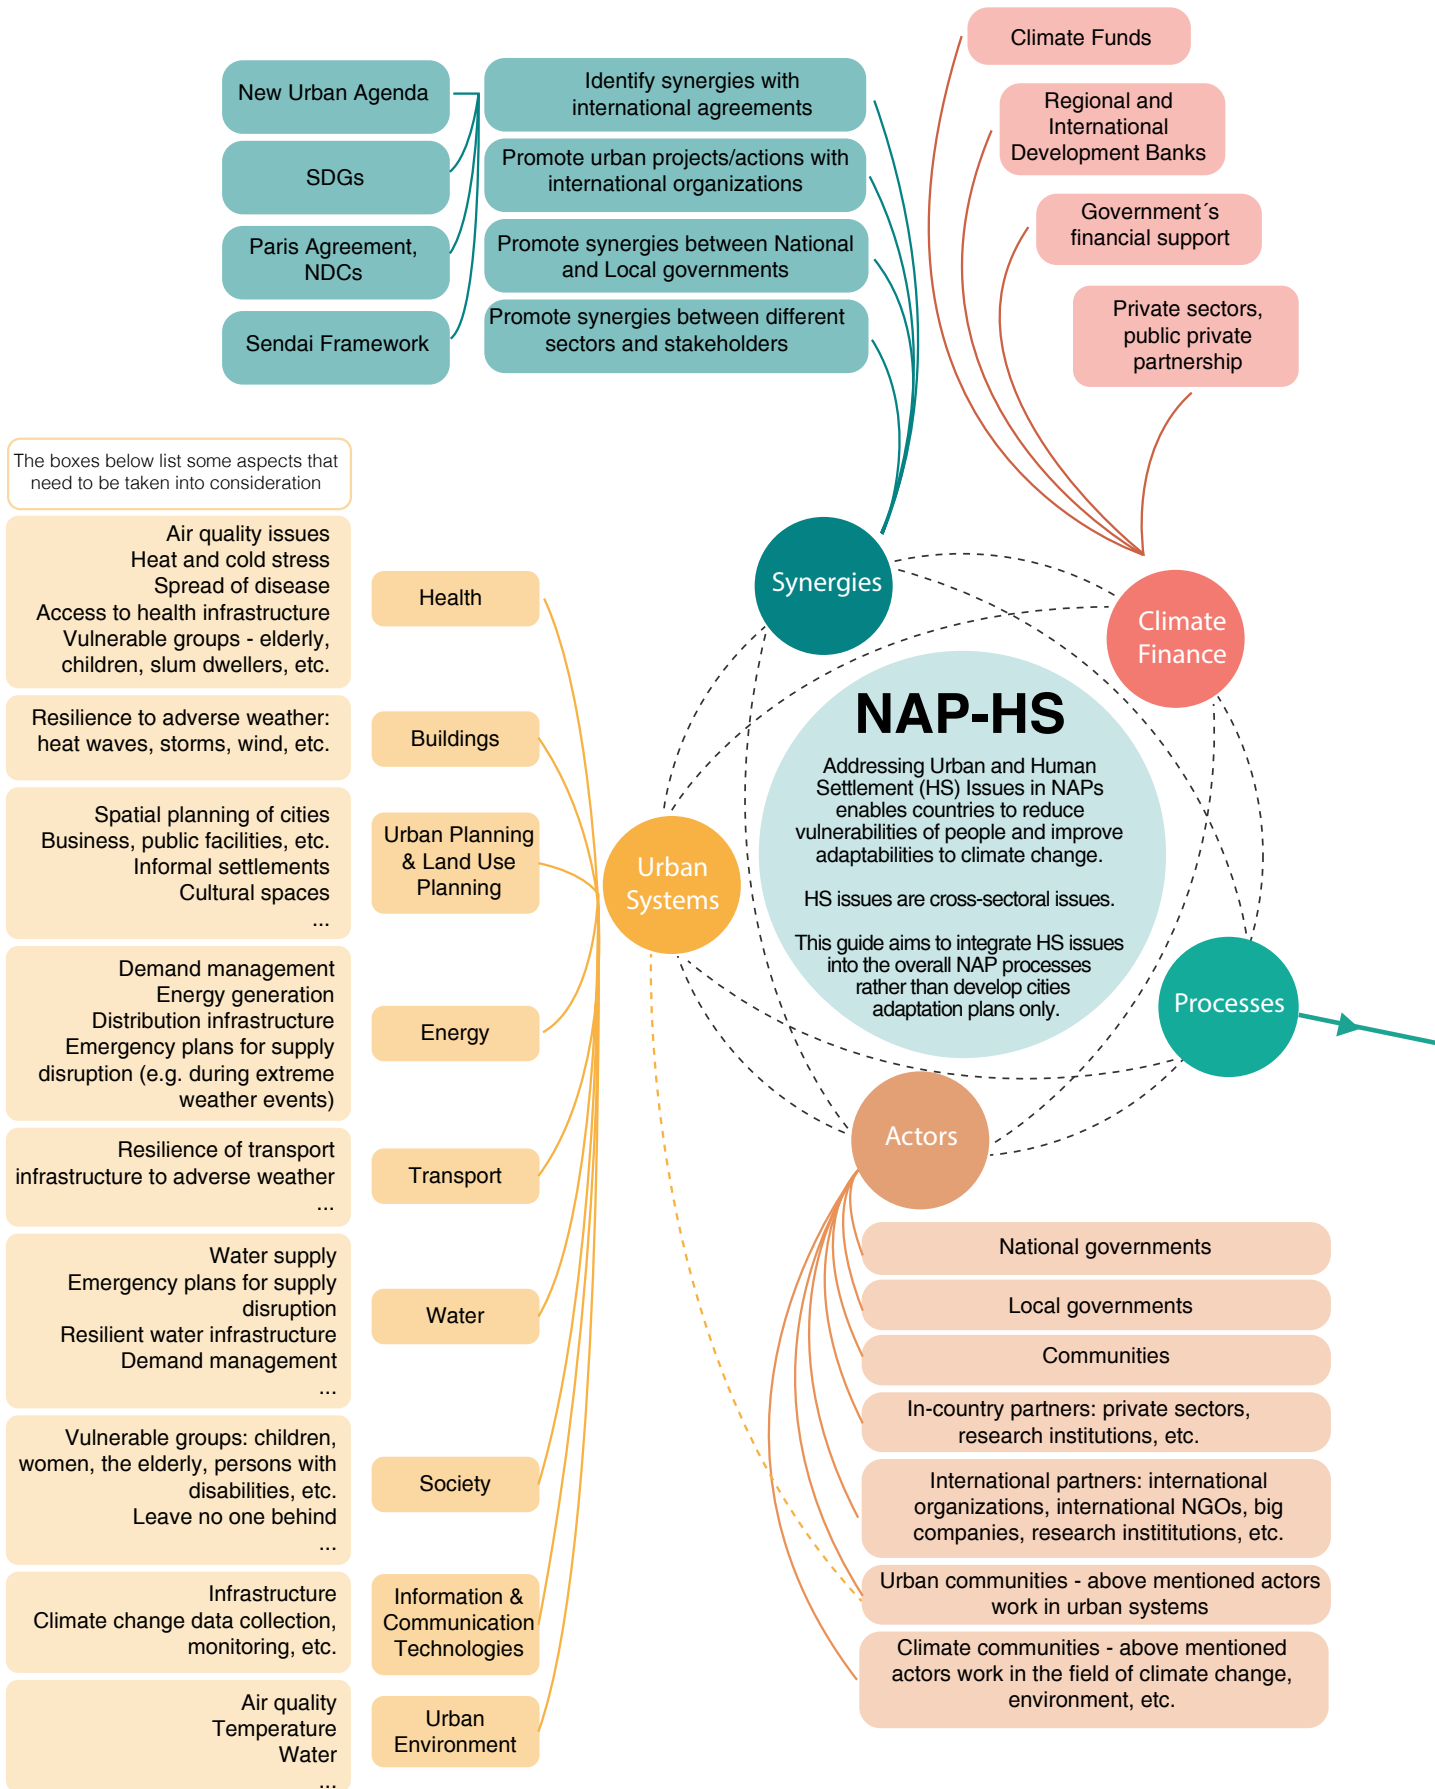 Climate Funds
Regional and
International
Development Banks
Government´s
financial support
Private sectors,
public private
partnership
New Urban Agenda
SDGs
Paris Agreement,
NDCs
Sendai Framework
Identify synergies with
international agreements
Promote urban projects/actions with
international organizations
Promote synergies between National
and Local governments
Promote synergies between different
sectors and stakeholders
The boxes below list some aspects that
need to be taken into consideration
Air quality issues
Heat and cold stress
Spread of disease
Access to health infrastructure
Vulnerable groups - elderly,
children, slum dwellers, etc.
Health
Resilience to adverse weather:
heat waves, storms, wind, etc.
Buildings
Spatial planning of cities
Business, public facilities, etc.
Informal settlements
Cultural spaces
...
Urban Planning
& Land Use
Planning
Demand management
Energy generation
Distribution infrastructure
Emergency plans for supply
disruption (e.g. during extreme
weather events)
Energy
Resilience of transport
infrastructure to adverse weather
...
Transport
Water supply
Emergency plans for supply
disruption
Resilient water infrastructure
Demand management
...
Water
Vulnerable groups: children,
women, the elderly, persons with
disabilities, etc.
Leave no one behind
...
Society
Infrastructure
Climate change data collection,
monitoring, etc.
Information &
Communication
Technologies
Air quality
Temperature
Water
...
Urban
Environment
Synergies
Climate
Finance
Urban
Systems
Processes
Actors
NAP-HS
Addressing Urban and Human
Settlement (HS) Issues in NAPs
enables countries to reduce
vulnerabilities of people and improve
adaptabilities to climate change.
HS issues are cross-sectoral issues.
This guide aims to integrate HS issues
into the overall NAP processes
rather than develop cities
adaptation plans only.
National governments
Local governments
Communities
In-country partners: private sectors,
research institutions, etc.
International partners: international
organizations, international NGOs, big
companies, research instititutions, etc.
Urban communities - above mentioned actors
work in urban systems
Climate communities - above mentioned
actors work in the field of climate change,
environment, etc.